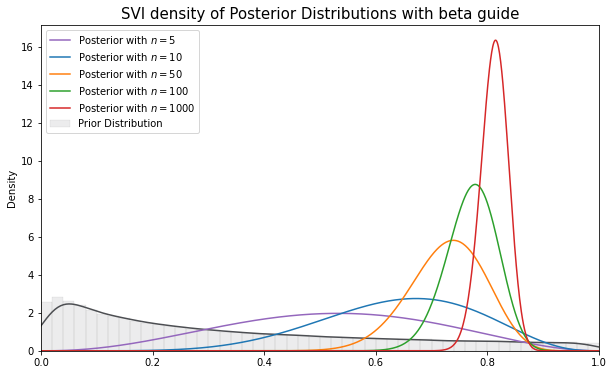 SVI density of Posterior Distributions with beta guide
Posterior with n = 5
Posterior with n = 10
Posterior with n = 50
Posterior with n = 100
Posterior with n = 1000
Prior Distribution
Density
16
14
12
10
8
6
4
2
0
0.0 0.2 0.4 0.6 0.8 1.0